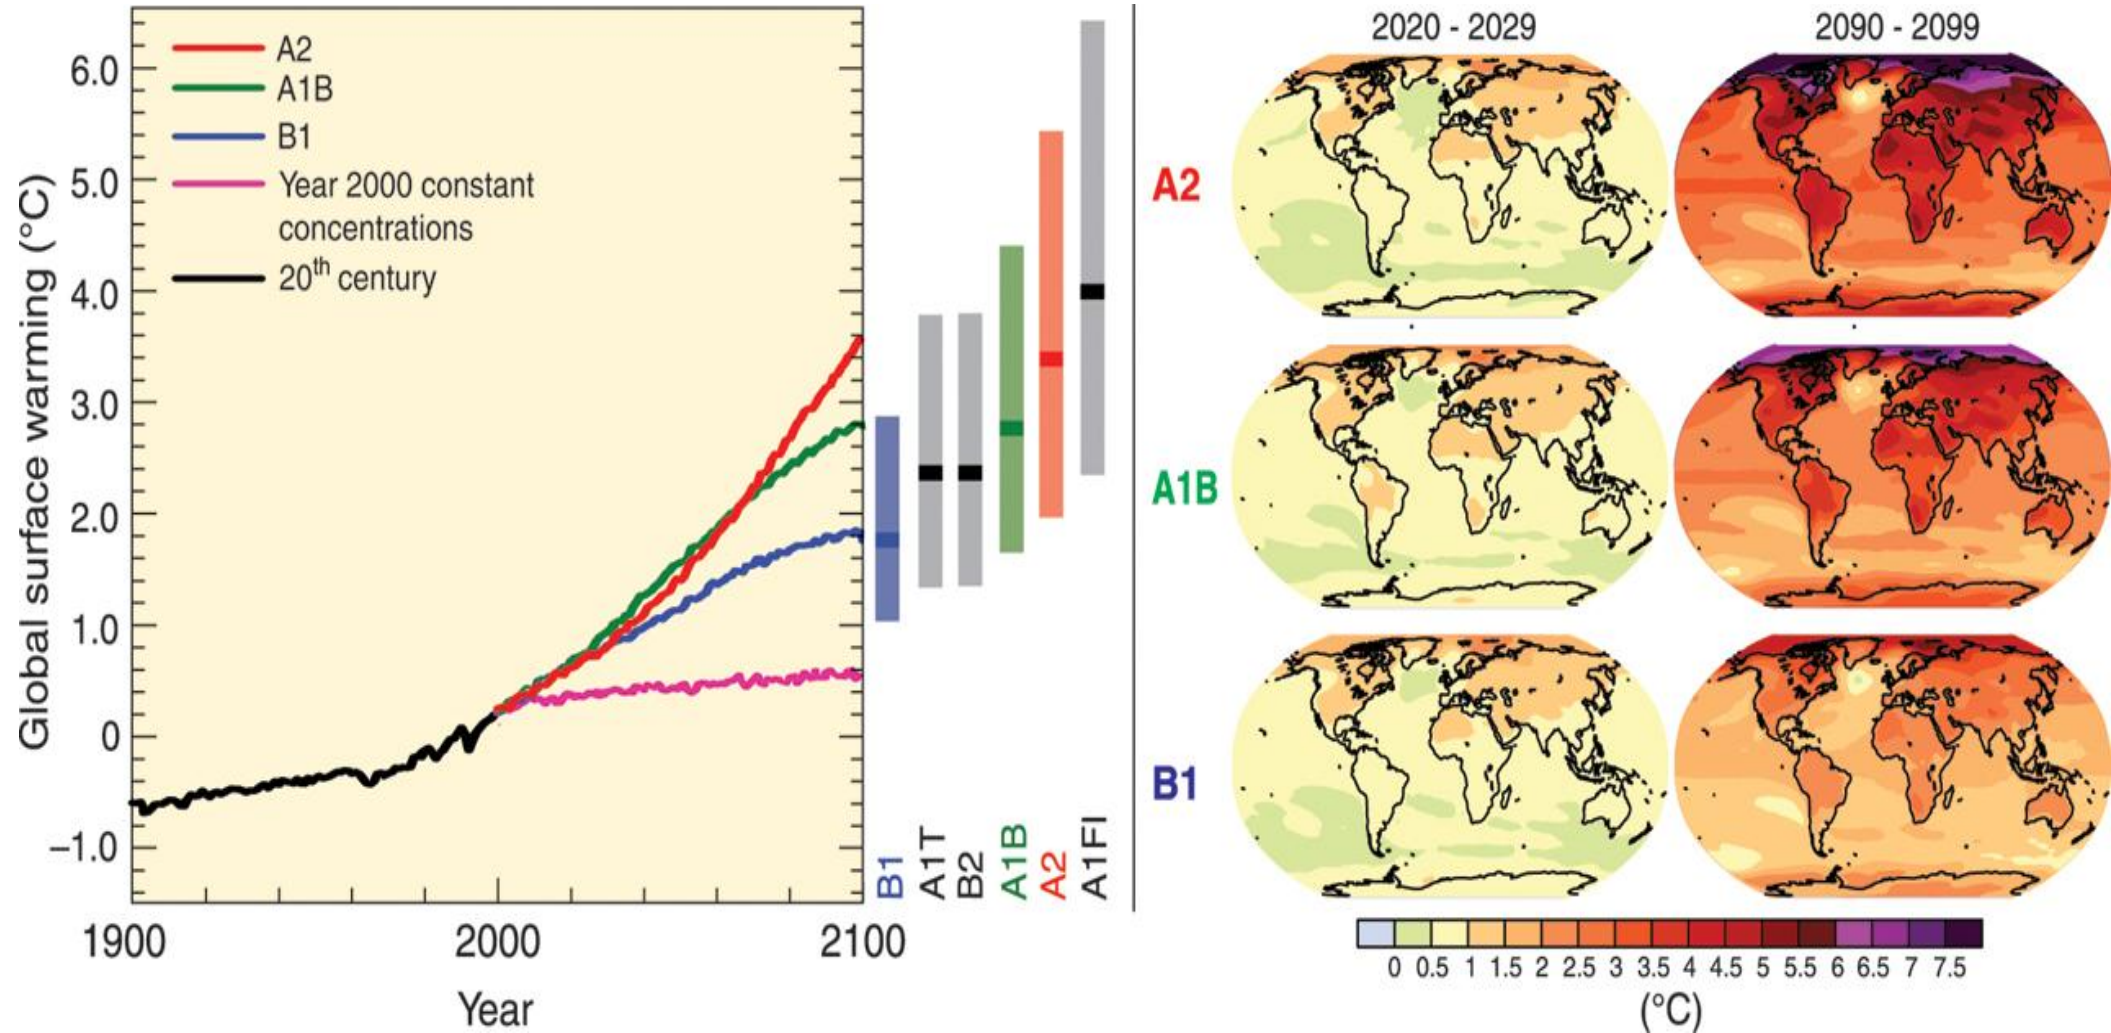 A2
A1B
B1
Year 2000 constant
concentrations
20th century
Global surface warming (°C)
6.0
5.0
4.0
3.0
2.0
1.0
0
–1.0
1900 2000 2100
Year
B1
A1T
B2
A1B
A2
A1FI
2020 - 2029 2090 - 2099
A2
A1B
B1
0 0.5 1 1.5 2 2.5 3 3.5 4 4.5 5 5.5 6 6.5 7 7.5
(°C)